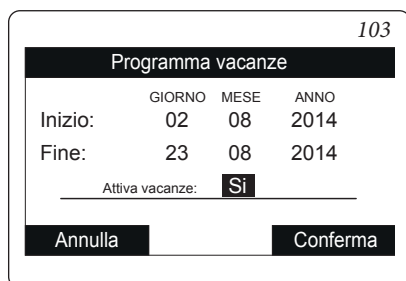 103
Programma vacanze
GIORNO MESE ANNO
Inizio: 02 08 2014
Fine: 23 08 2014
Attiva vacanze: Si
Annulla Conferma